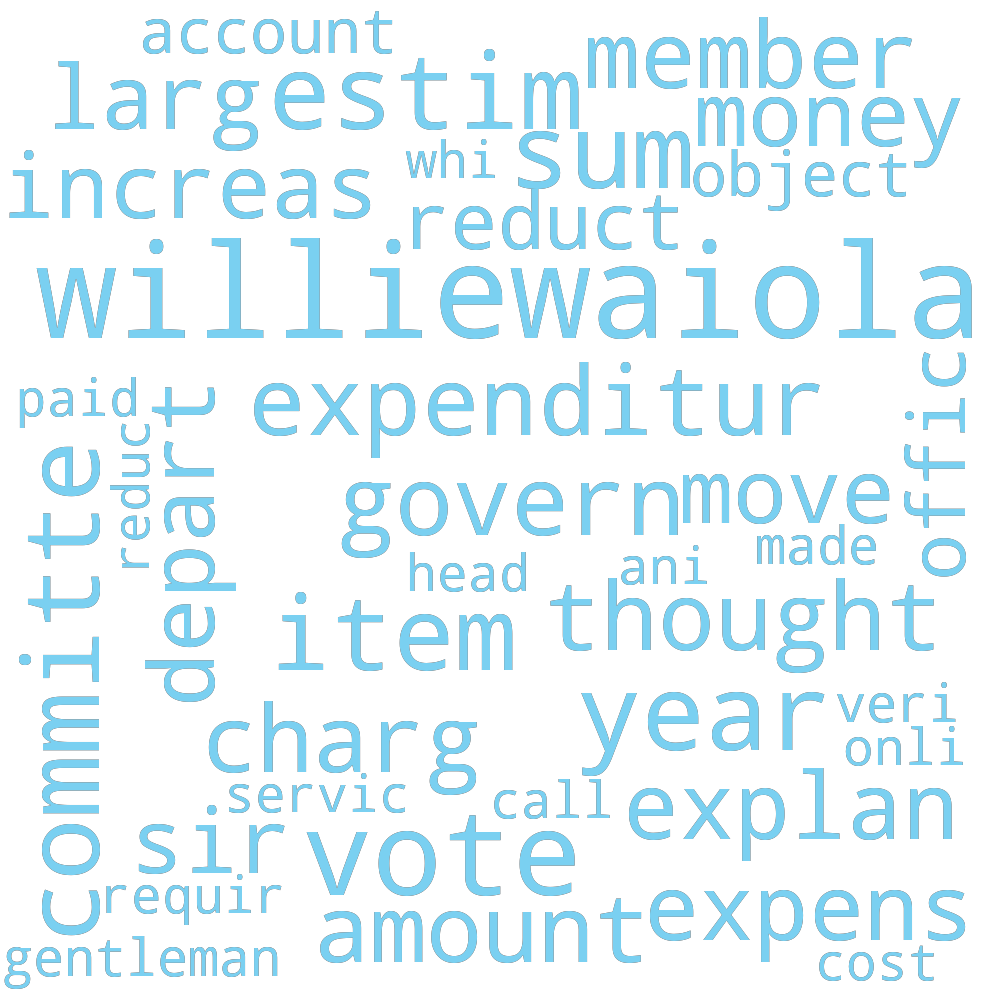 account
member
largestim
money
whi
sum
object
increas
reduct
williewaiola
offic
paid
expenditur
depart
reduct
committe
govern
move
made
head
ani
item
thought
year
veri
charg
onli
servic
call
explan
sir
vote
requir
amount
expens
gentleman
cost